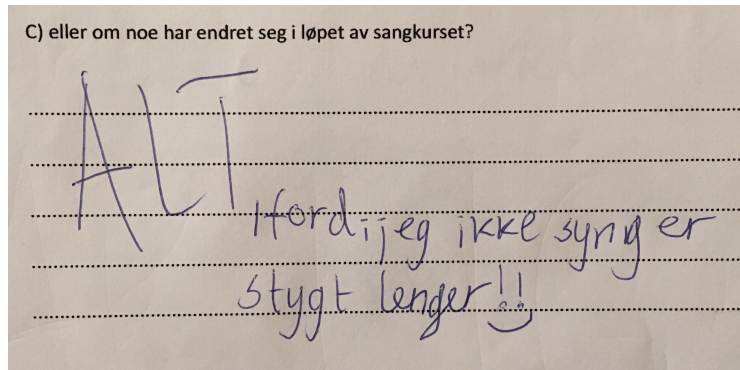 C) eller om noe har endret seg i løpet av sangkurset?
ALT
fordi jeg ikke synger
stygt lenger!!